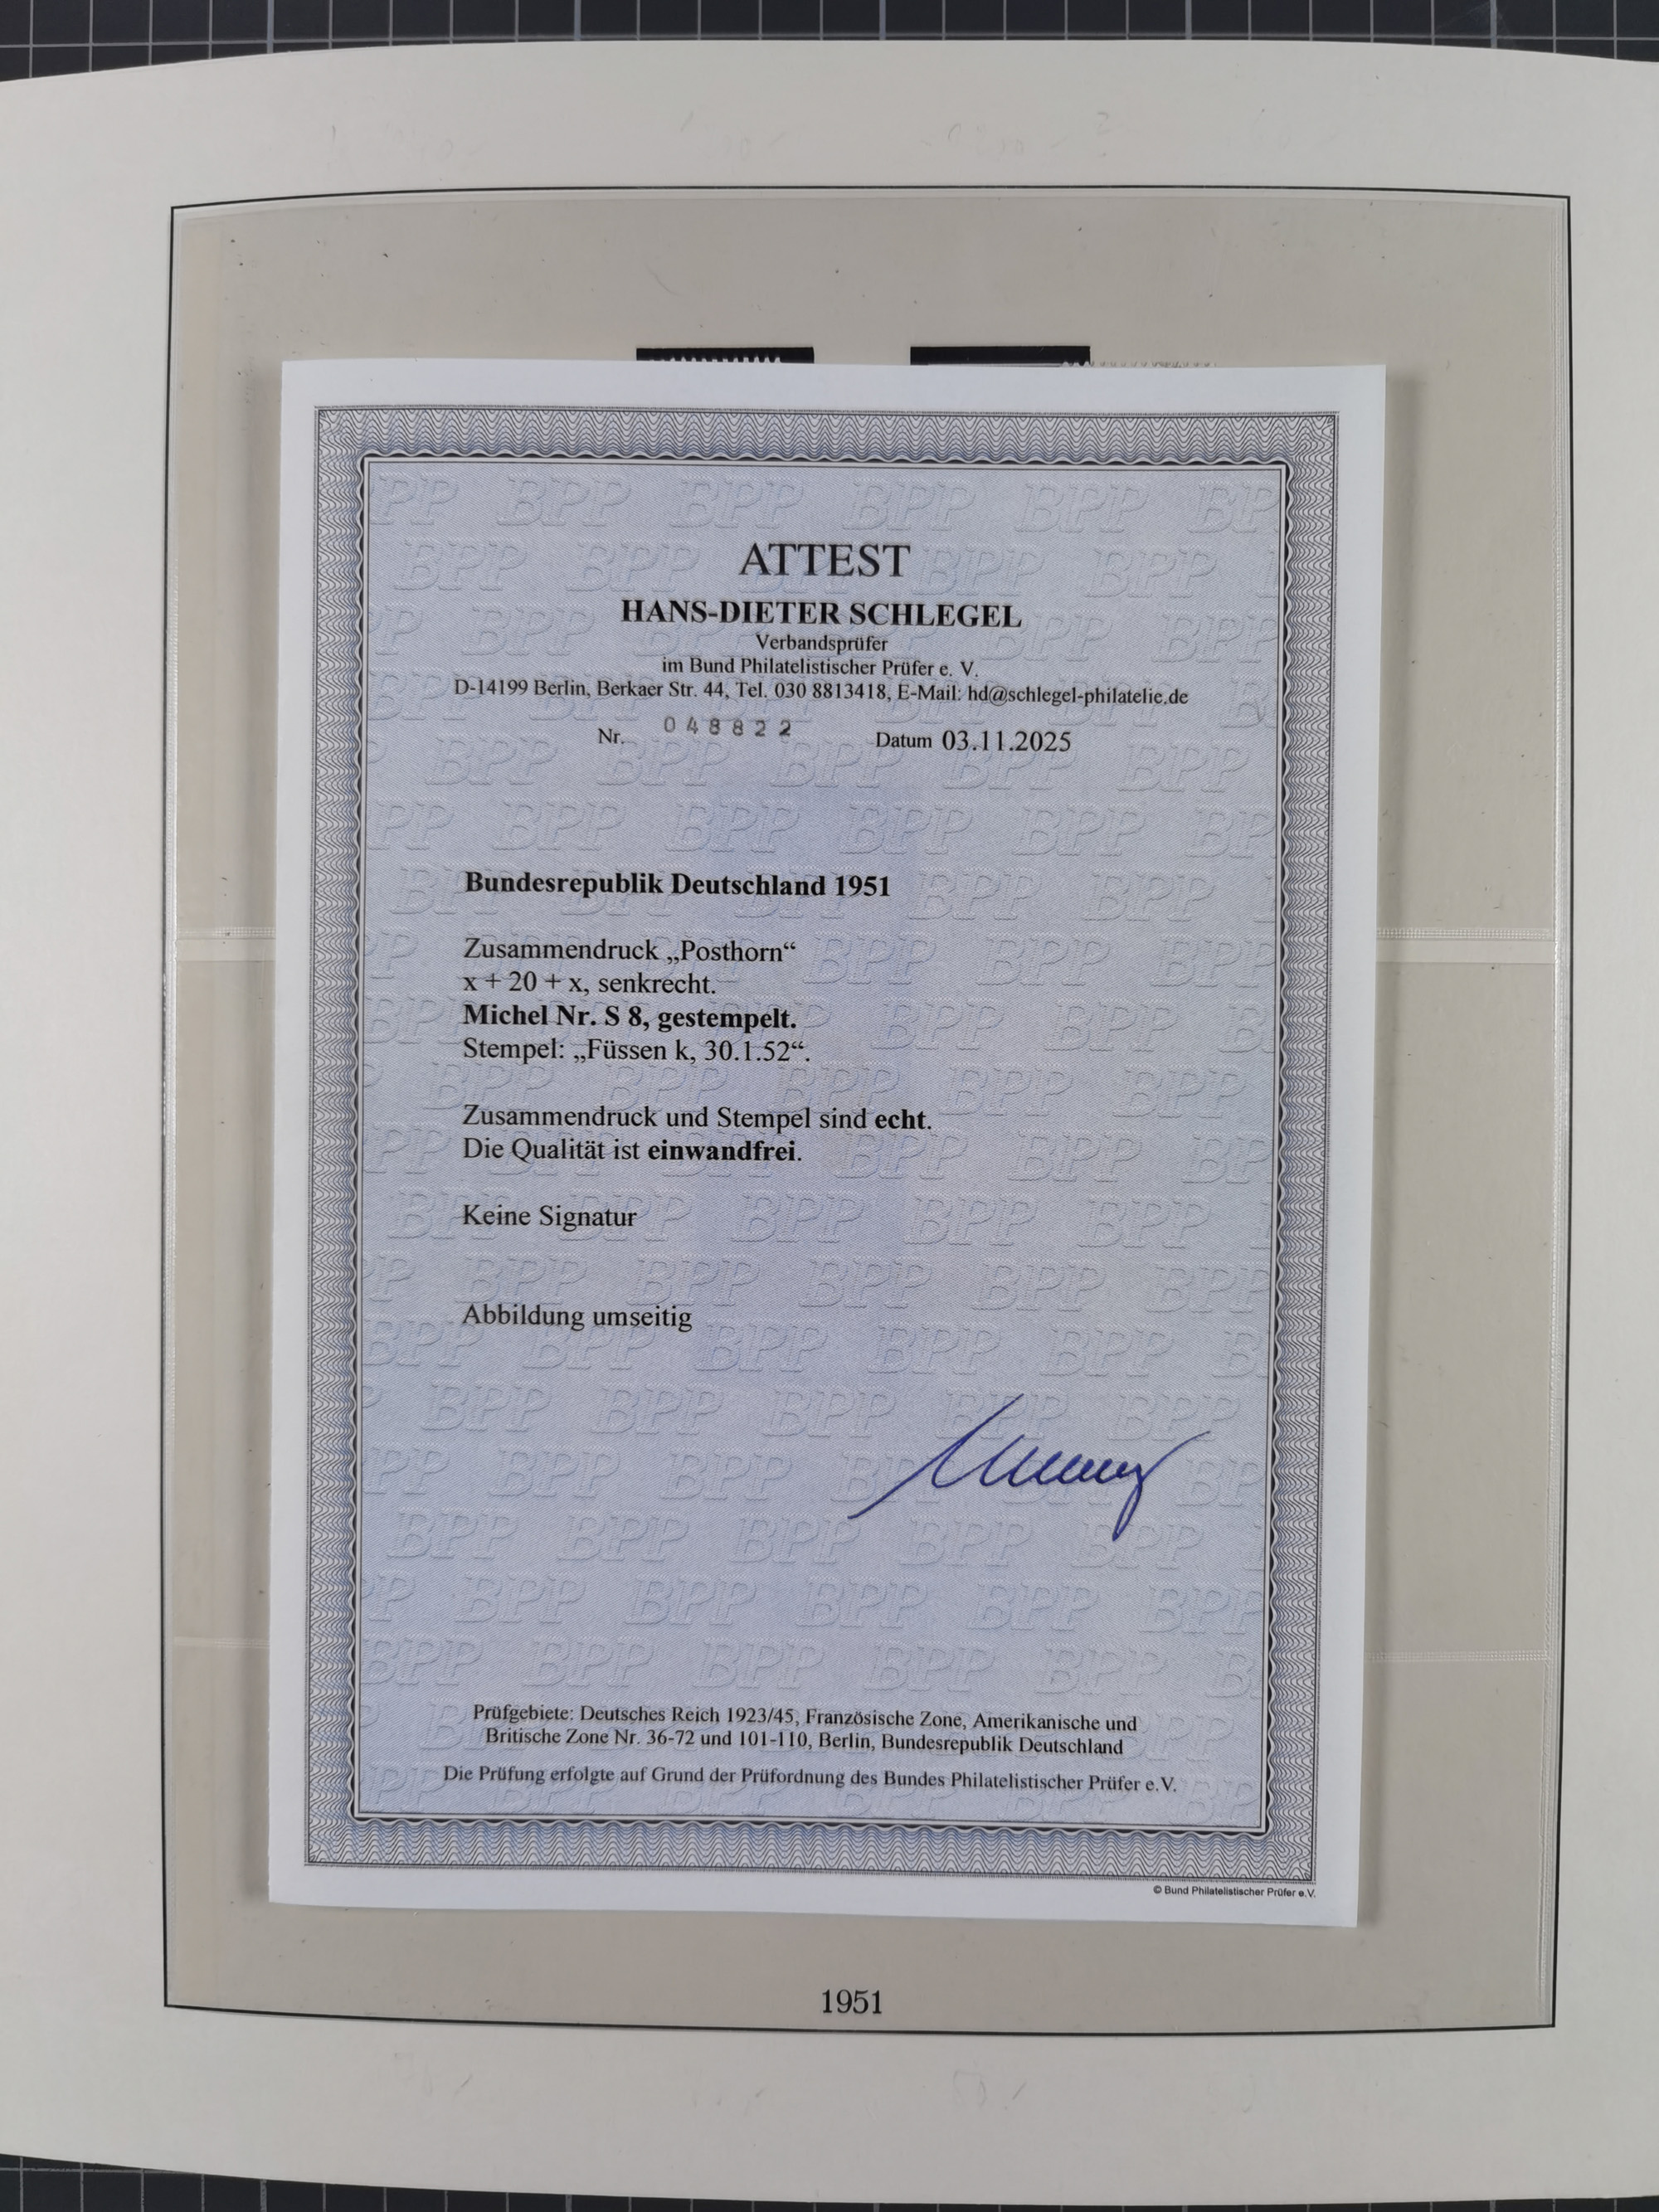 ATTEST
HANS-DIETER SCHLEGEL
Verbandsprüfer
im Bund Philatelistischer Prüfer e. V.
D-14199 Berlin, Berkaer Str. 44, Tel. 030 8813418, E-Mail: hd@schlegel-philatelie.de
Nr. 048822 Datum 03.11.2025
Bundesrepublik Deutschland 1951
Zusammendruck „Posthorn“
x + 20 + x, senkrecht.
Michel Nr. S 8, gestempelt.
Stempel: „Füssen k, 30.1.52“.
Zusammendruck und Stempel sind echt.
Die Qualität ist einwandfrei.
Keine Signatur
Abbildung umseitig
Prüfgebiete: Deutsches Reich 1923/45, Französische Zone, Amerikanische und
Britische Zone Nr. 36-72 und 101-110, Berlin, Bundesrepublik Deutschland
Die Prüfung erfolgte auf Grund der Prüfordnung des Bundes Philatelistischer Prüfer e.V.
© Bund Philatelistischer Prüfer e.V.
1951